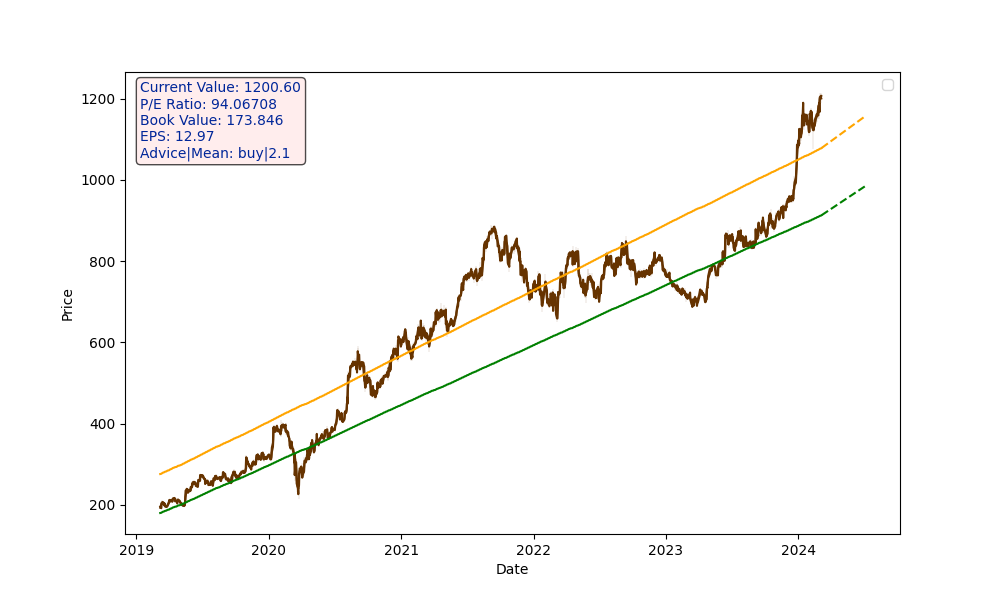 Current Value: 1200.60
P/E Ratio: 94.06708
Book Value: 173.846
EPS: 12.97
Advice|Mean: buy|2.1
1200
1000
800
600
400
200
Price
2019 2020 2021 2022 2023 2024
Date